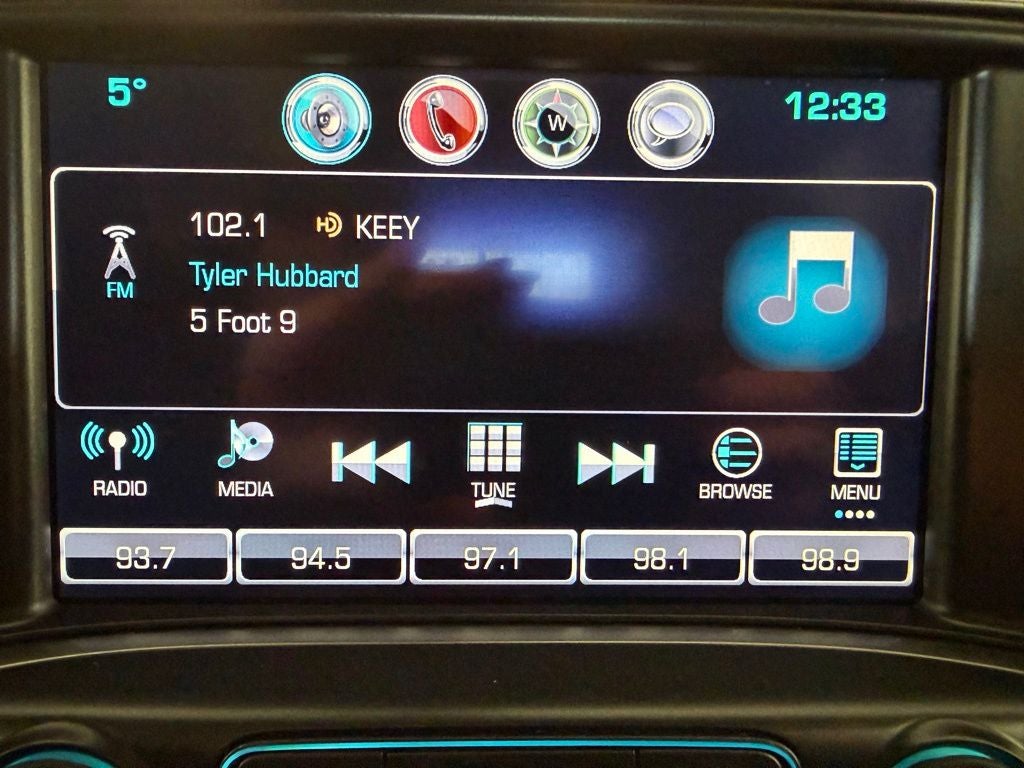 5°
W
12:33
102.1 HD KEEY
FM
Tyler Hubbard
5 Foot 9
RADIO
MEDIA
TUNE
BROWSE
MENU
93.7
94.5
97.1
98.1
98.9